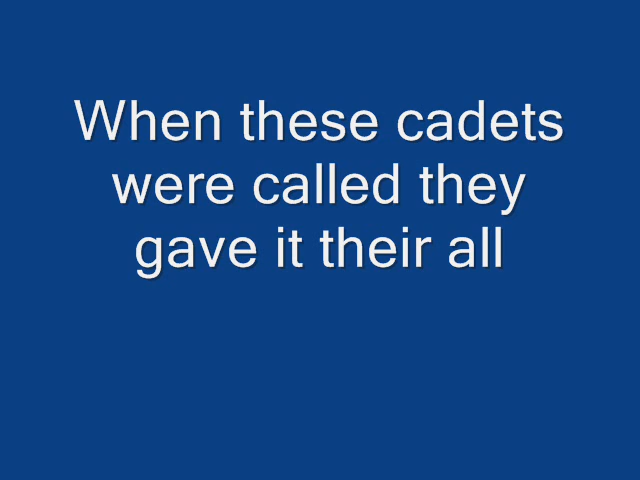 When these cadets
were called they
gave it their all